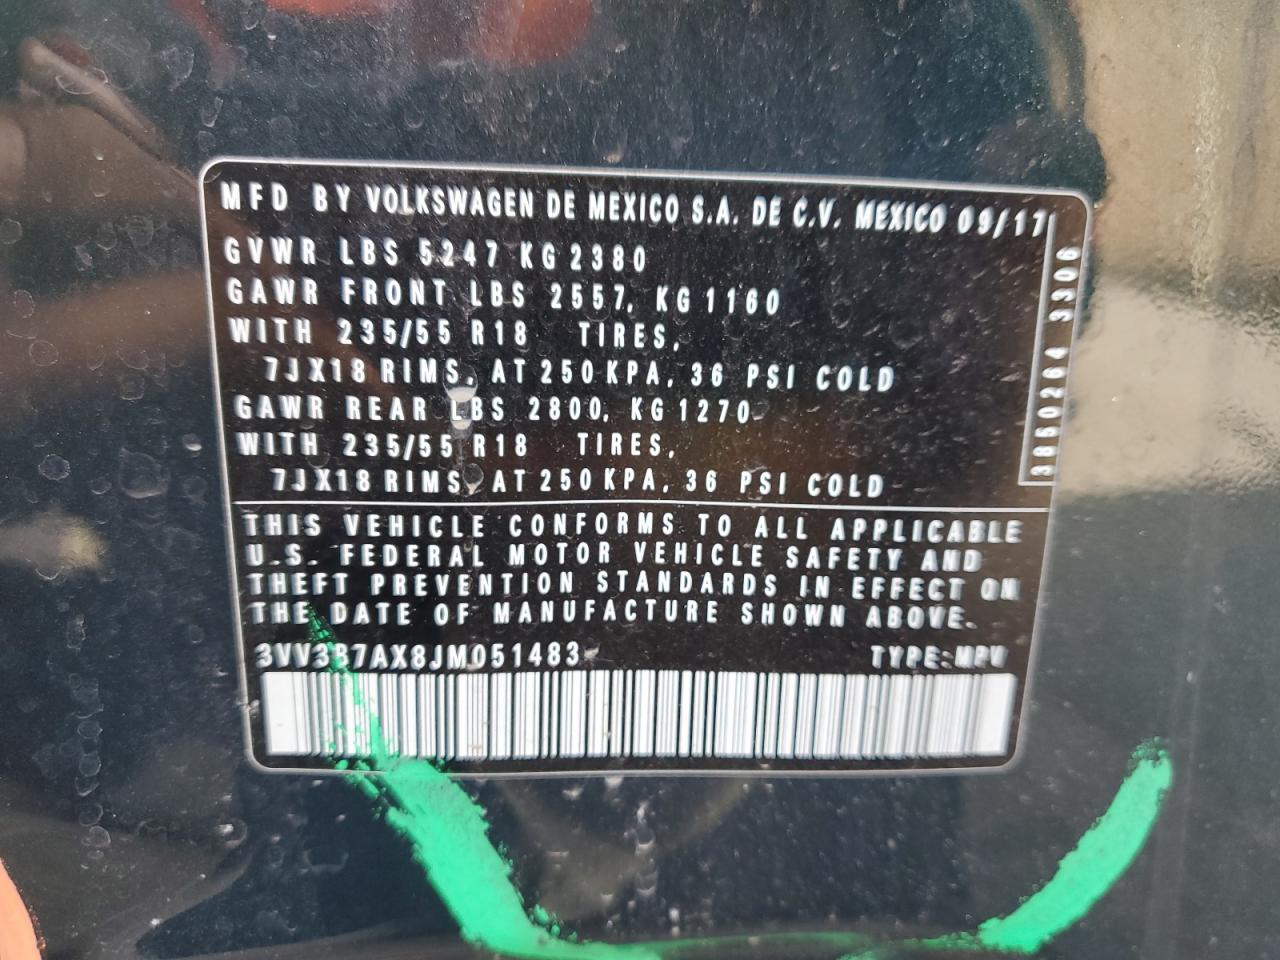 MFD BY VOLKSWAGEN DE MEXICO S.A. DE C.V. MEXICO 09/17
GVWR LBS 5247 KG 2380
GAWR FRONT LBS 2557, KG 1160
WITH 235/55 R18 TIRES,
7JX18 RIMS, AT 250 KPA, 36 PSI COLD
GAWR REAR LBS 2800, KG 1270
WITH 235/55 R18 TIRES,
7JX18 RIMS, AT 250 KPA, 36 PSI COLD
3860264 3306
THIS VEHICLE CONFORMS TO ALL APPLICABLE
U.S. FEDERAL MOTOR VEHICLE SAFETY AND
THEFT PREVENTION STANDARDS IN EFFECT ON
THE DATE OF MANUFACTURE SHOWN ABOVE.
3VV3B7AX8JM051483 TYPE:MPV